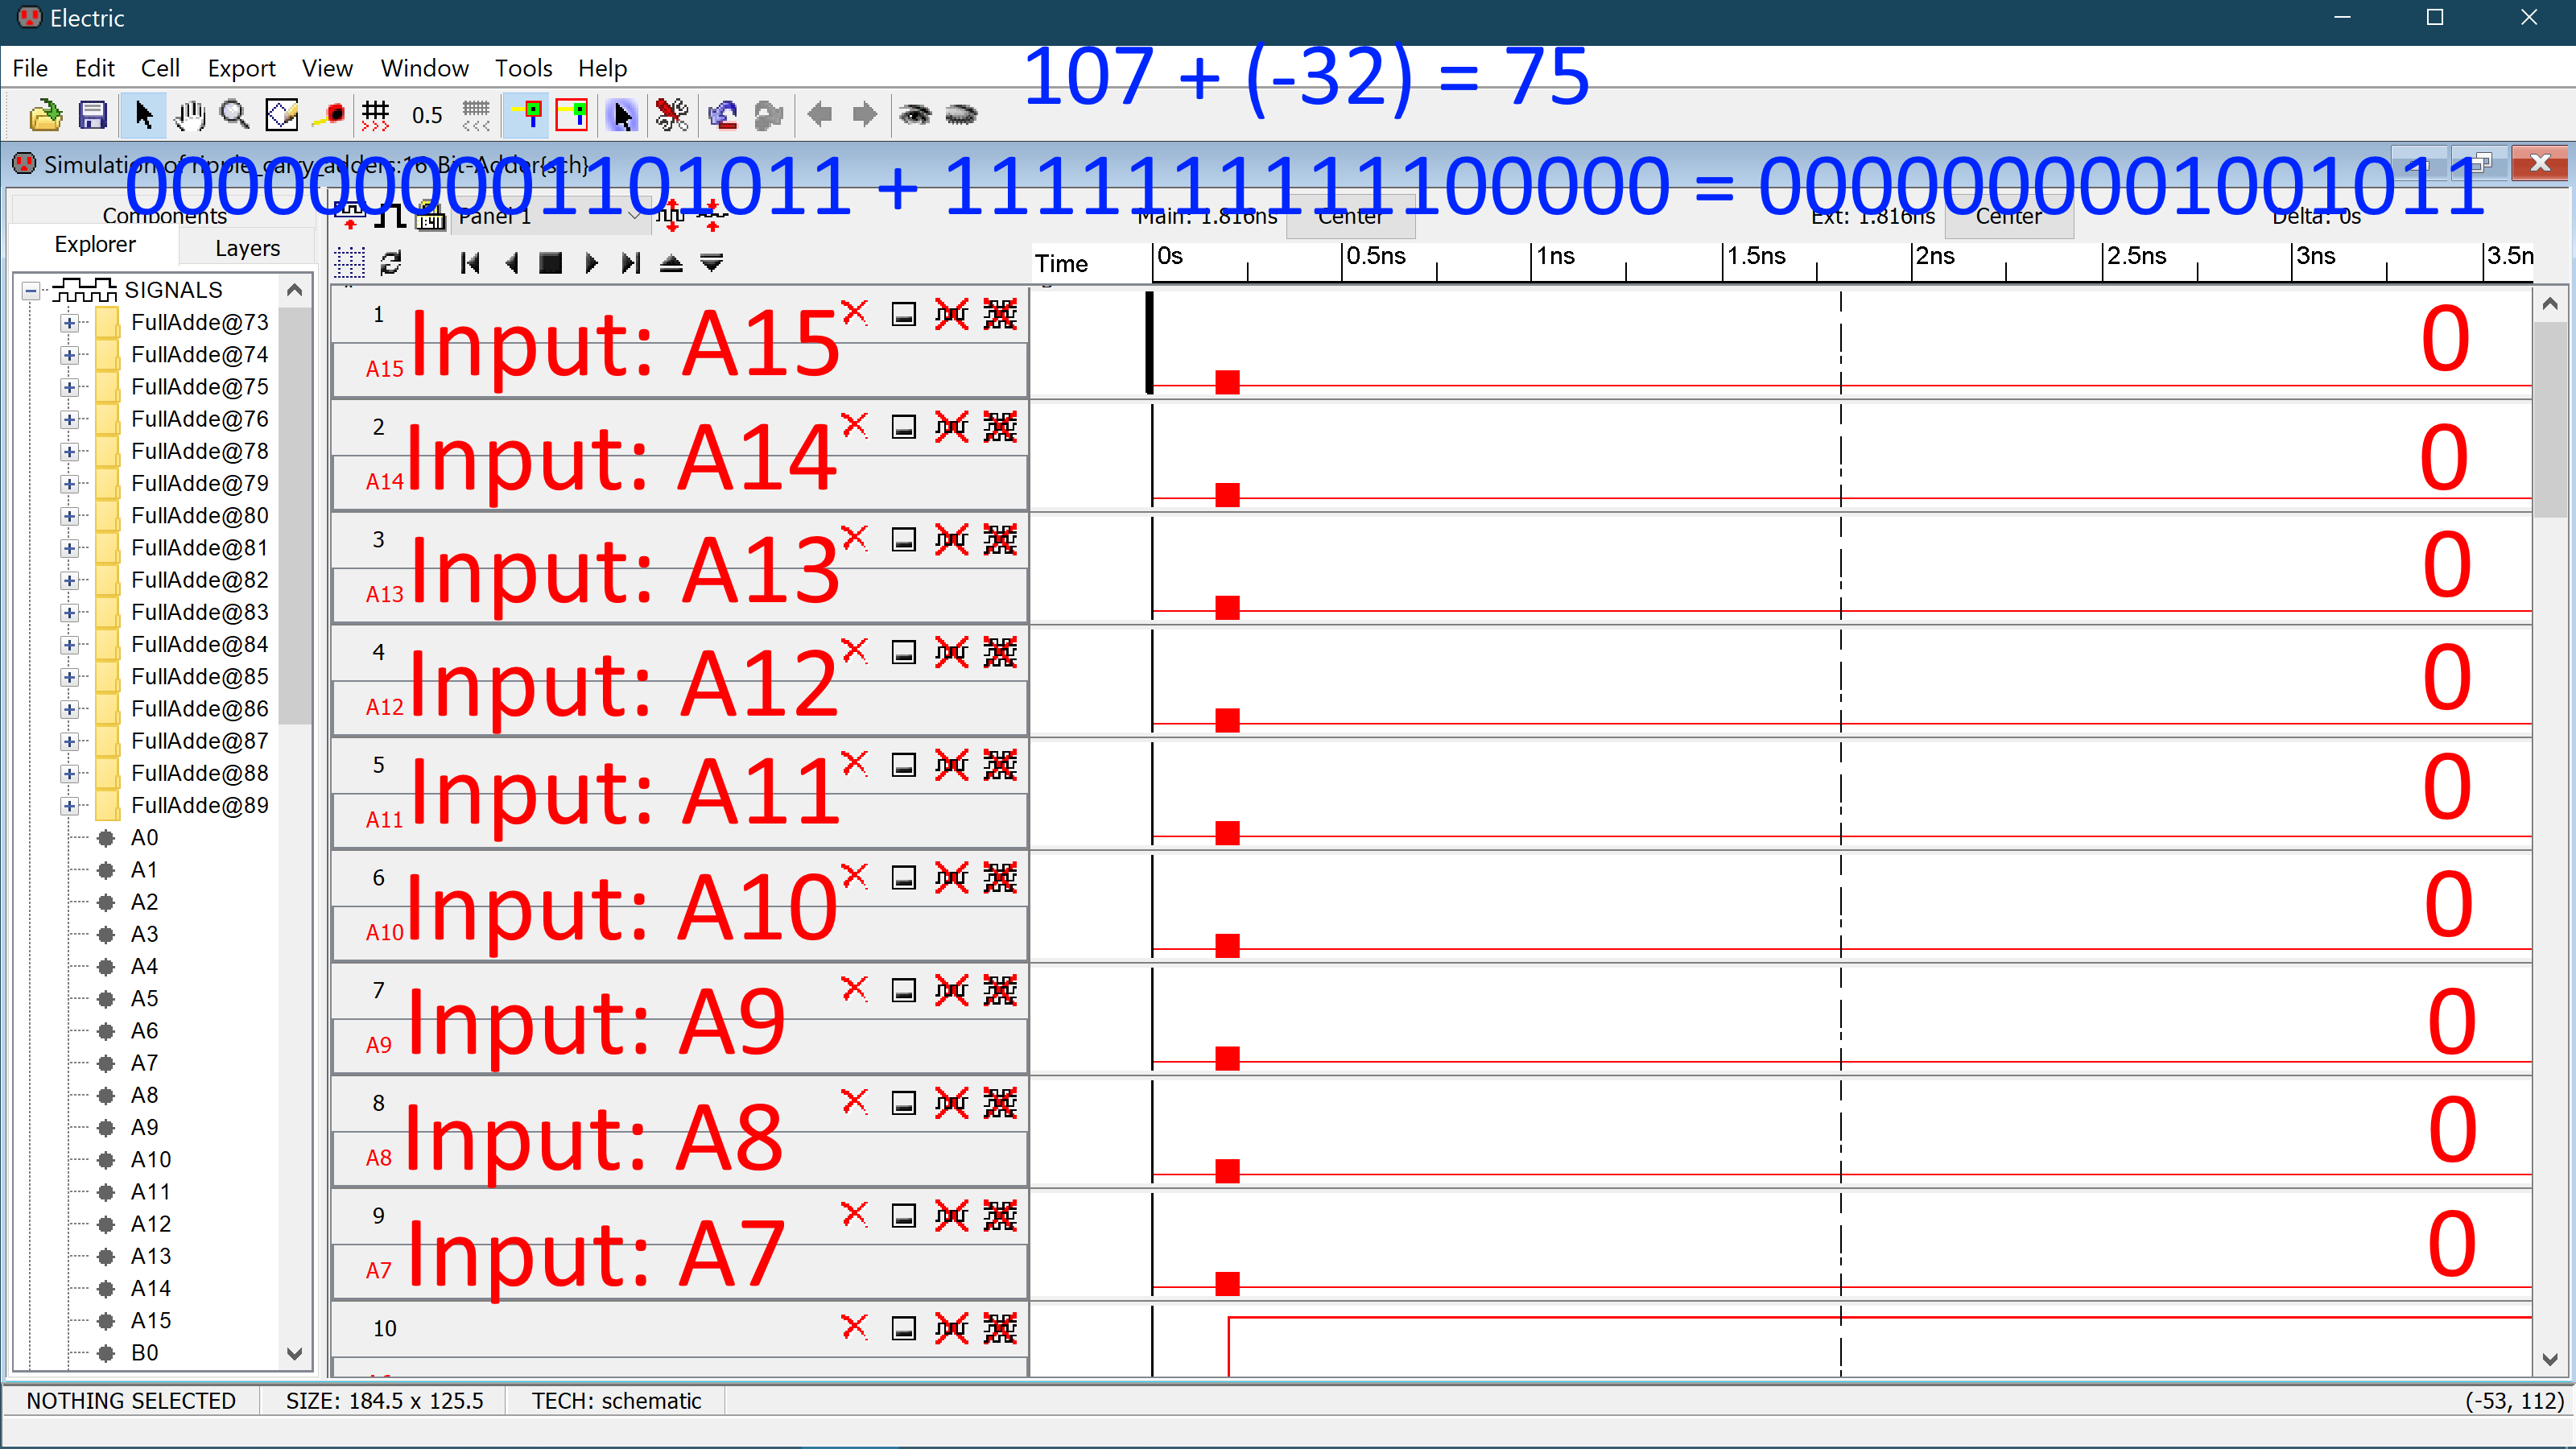 Electric
File Edit Cell Export View Window Tools Help
107 + (-32) = 75
0.5
Simulation of ripple_carry_adders:16-Bit-Adder{sch}
0000000001101011 + 1111111111100000 = 0000000001001011
Components
Explorer Layers
Panel 1
Main: 1.816ns Center Ext: 1.816ns Center Delta: 0s
Time 0s 0.5ns 1ns 1.5ns 2ns 2.5ns 3ns 3.5n
SIGNALS
FullAdde@73
FullAdde@74
FullAdde@75
FullAdde@76
FullAdde@78
FullAdde@79
FullAdde@80
FullAdde@81
FullAdde@82
FullAdde@83
FullAdde@84
FullAdde@85
FullAdde@86
FullAdde@87
FullAdde@88
FullAdde@89
A0
A1
A2
A3
A4
A5
A6
A7
A8
A9
A10
A11
A12
A13
A14
A15
B0
1 Input: A15 0
A15
2 Input: A14 0
A14
3 Input: A13 0
A13
4 Input: A12 0
A12
5 Input: A11 0
A11
6 Input: A10 0
A10
7 Input: A9 0
A9
8 Input: A8 0
A8
9 Input: A7 0
A7
10
NOTHING SELECTED SIZE: 184.5 x 125.5 TECH: schematic (-53, 112)